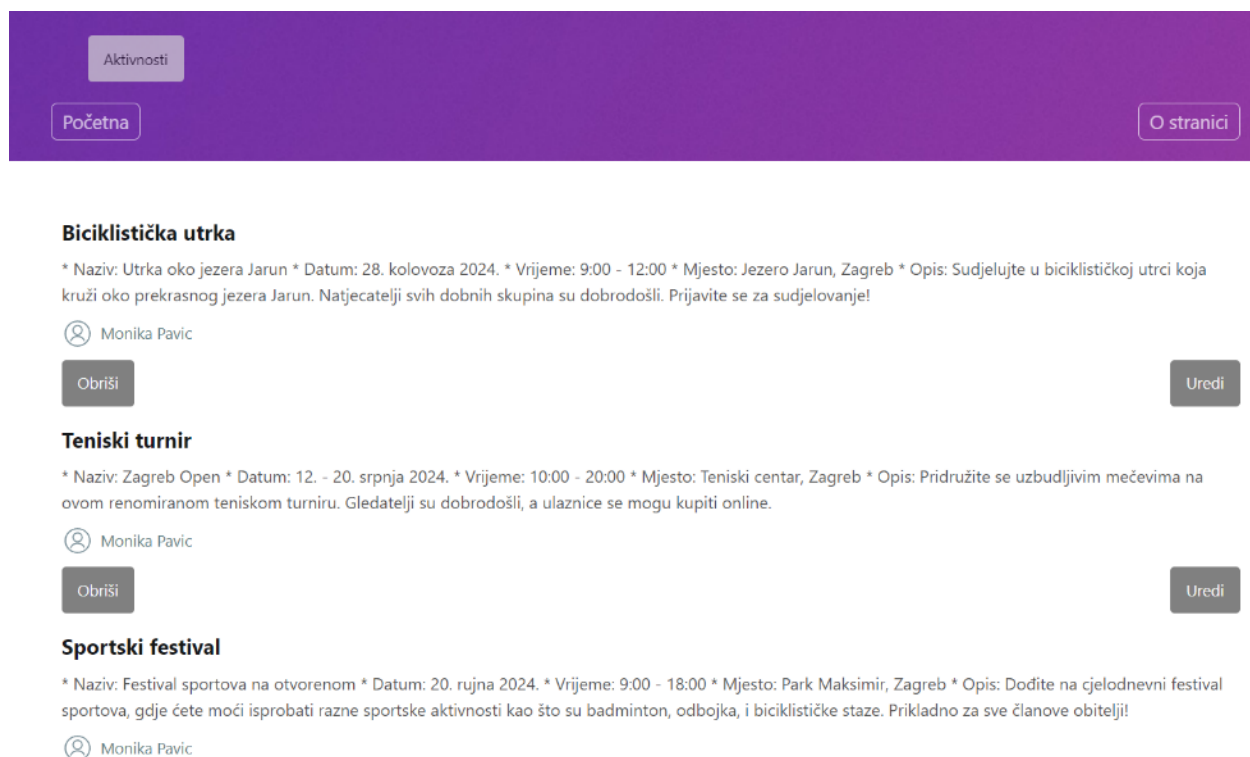 Aktivnosti
Početna
O stranici
Biciklistička utrka
* Naziv: Utrka oko jezera Jarun * Datum: 28. kolovoza 2024. * Vrijeme: 9:00 - 12:00 * Mjesto: Jezero Jarun, Zagreb * Opis: Sudjelujte u biciklističkoj utrci koja
kruži oko prekrasnog jezera Jarun. Natjecatelji svih dobnih skupina su dobrodošli. Prijavite se za sudjelovanje!
Monika Pavic
Obriši
Uredi
Teniski turnir
* Naziv: Zagreb Open * Datum: 12. - 20. srpnja 2024. * Vrijeme: 10:00 - 20:00 * Mjesto: Teniski centar, Zagreb * Opis: Pridružite se uzbudljivim mečevima na
ovom renomiranom teniskom turniru. Gledatelji su dobrodošli, a ulaznice se mogu kupiti online.
Monika Pavic
Obriši
Uredi
Sportski festival
* Naziv: Festival sportova na otvorenom * Datum: 20. rujna 2024. * Vrijeme: 9:00 - 18:00 * Mjesto: Park Maksimir, Zagreb * Opis: Dođite na cjelodnevni festival
sportova, gdje ćete moći isprobati razne sportske aktivnosti kao što su badminton, odbojka, i biciklističke staze. Prikladno za sve članove obitelji!
Monika Pavic